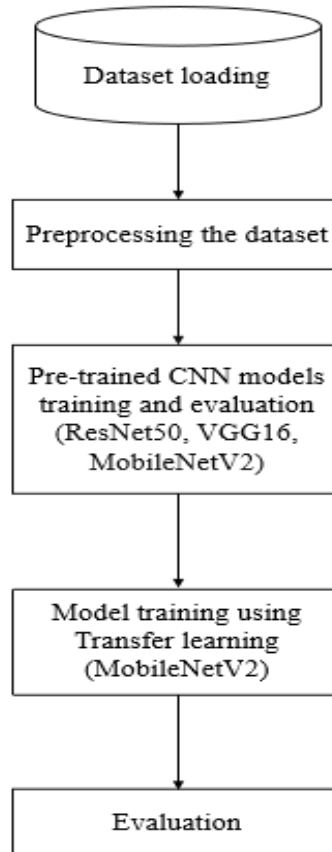 Dataset loading
Preprocessing the dataset
Pre-trained CNN models
training and evaluation
(ResNet50, VGG16,
MobileNetV2)
Model training using
Transfer learning
(MobileNetV2)
Evaluation